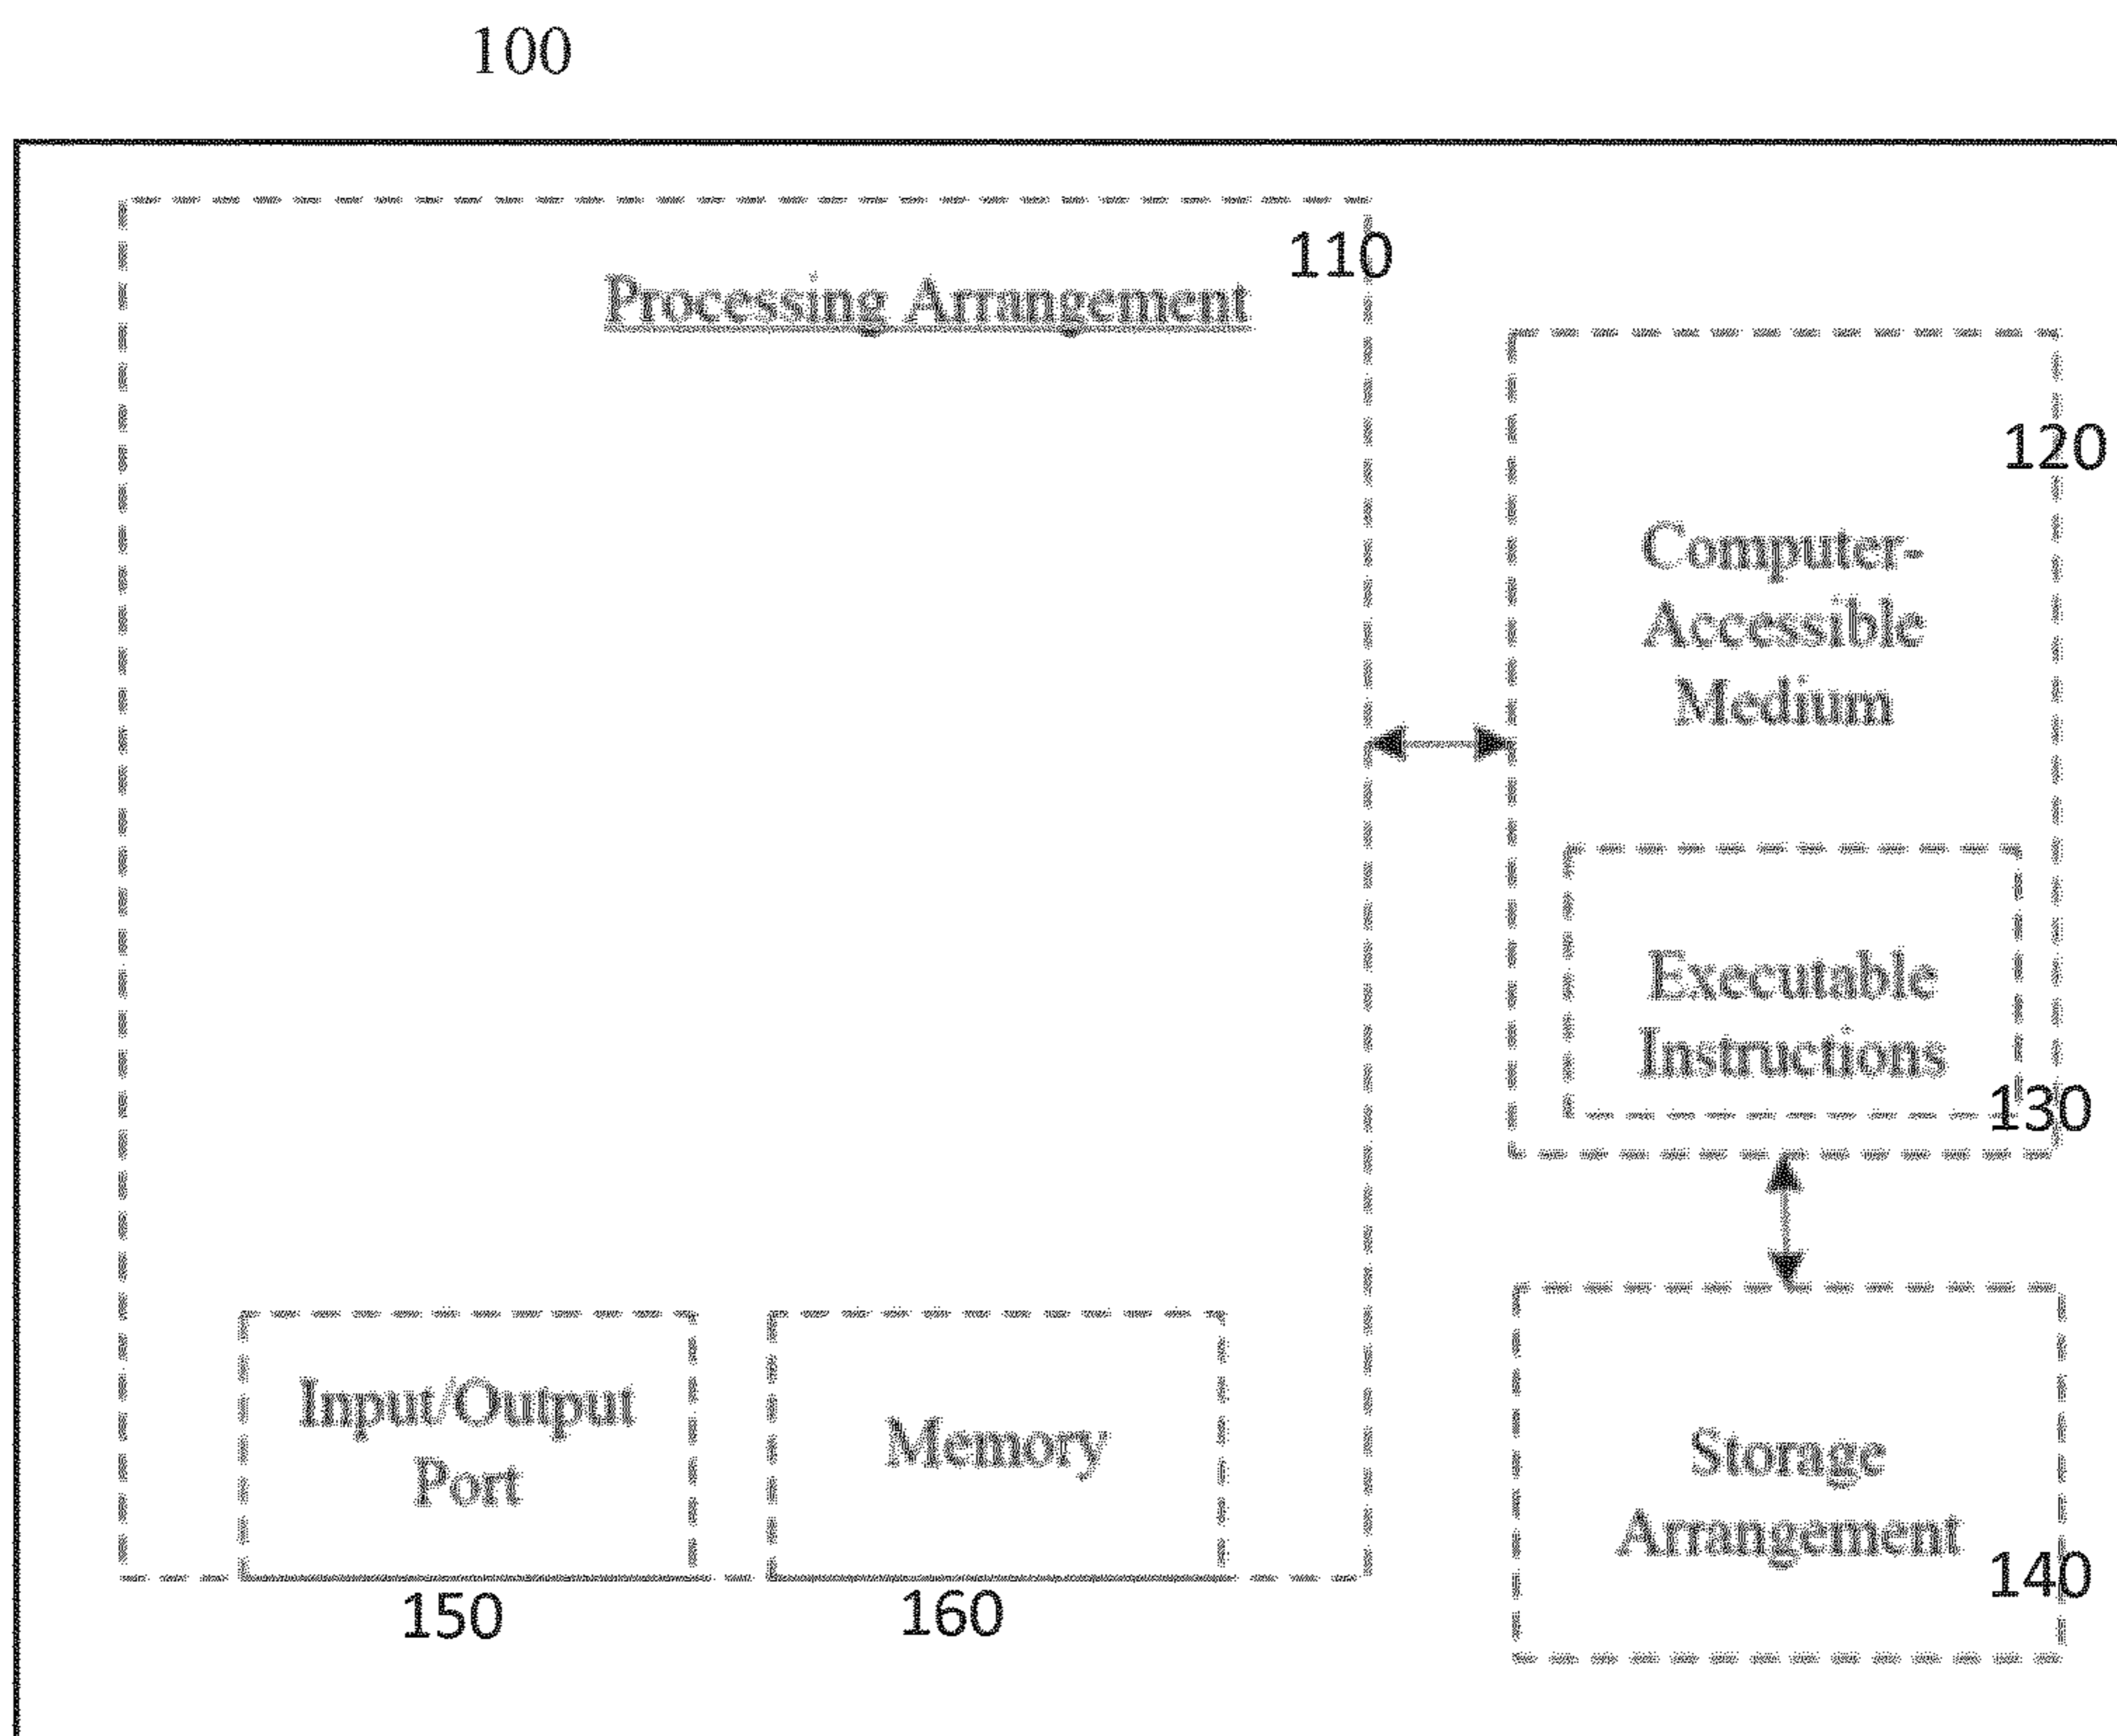 100
110
Processing Arrangement
120
Computer-
Accessible
Medium
Executable
Instructions
130
Input/Output
Port
Memory
Storage
Arrangement
140
150
160